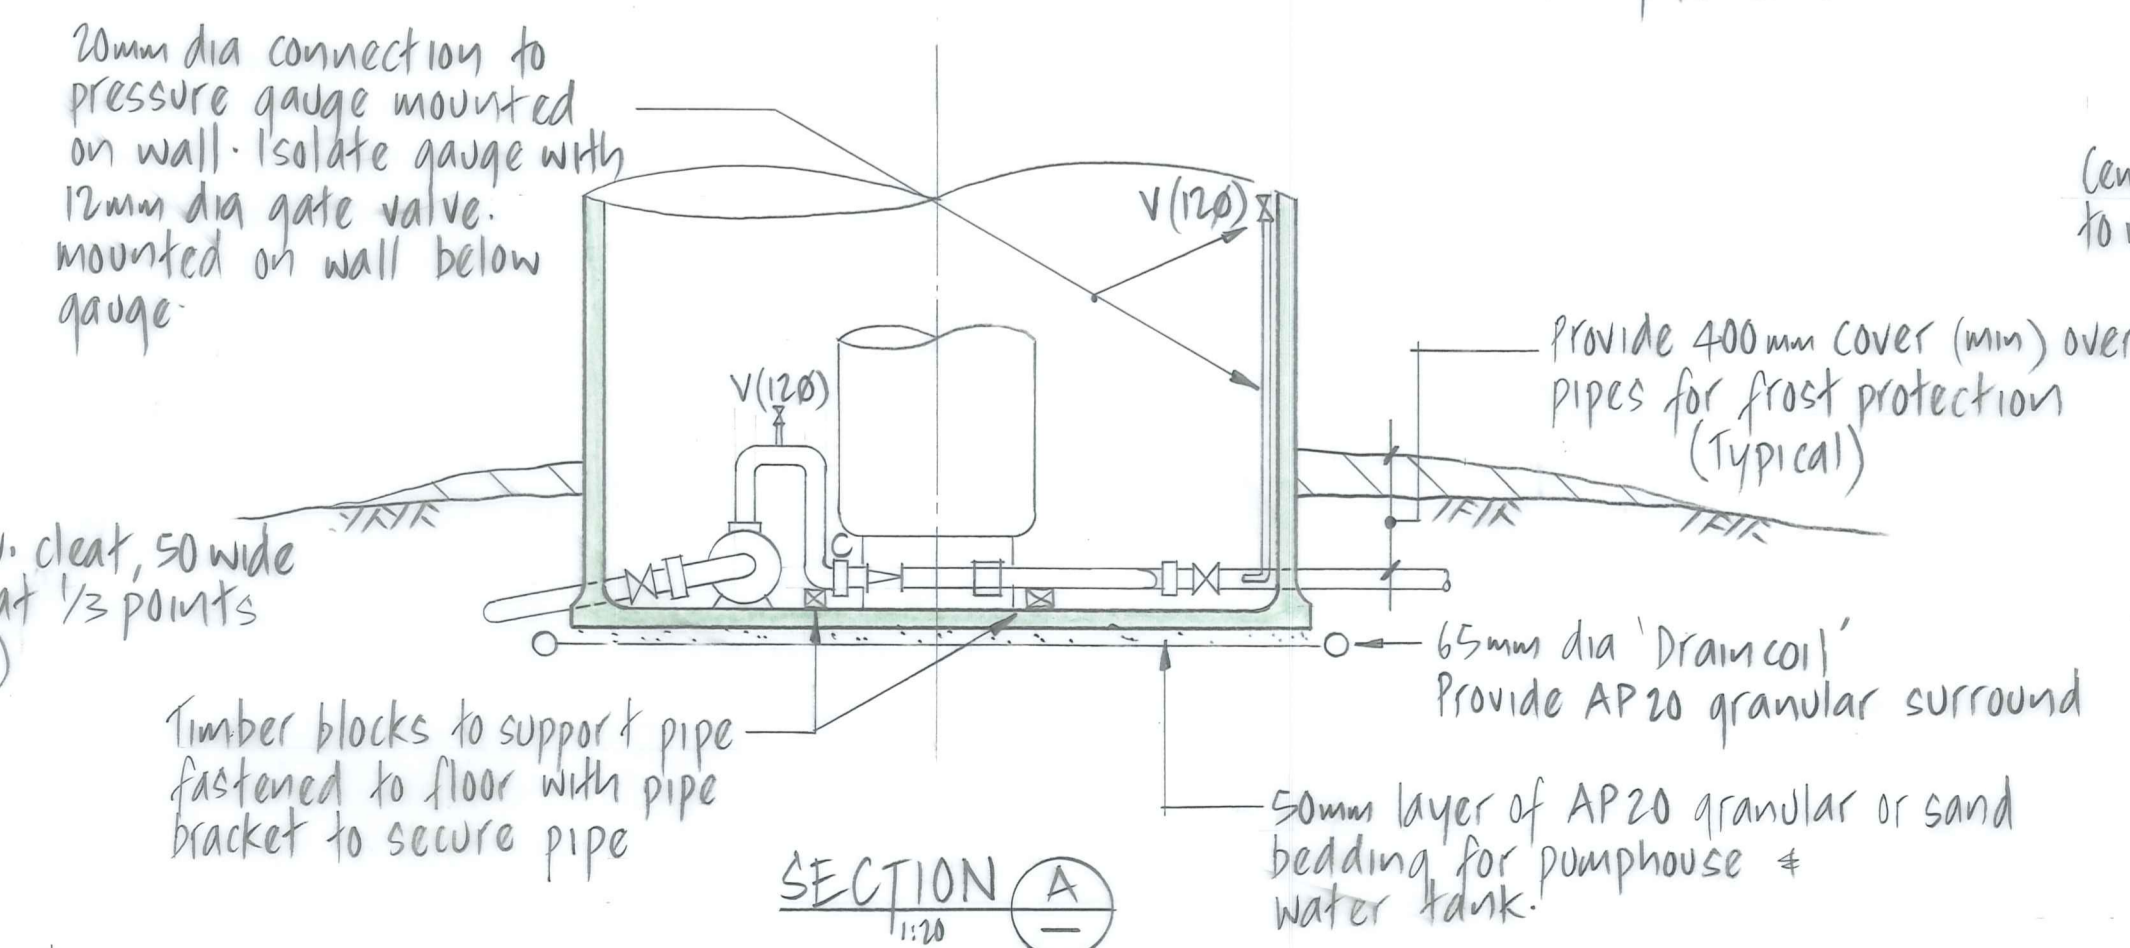 20mm dia connection to
pressure gauge mounted
on wall. Isolate gauge with
12mm dia gate valve.
mounted on wall below
gauge.
V(12Ø)
V(12Ø)
C
cleat, 50 wide
at 1/3 points
)
Timber blocks to support pipe
fastened to floor with pipe
bracket to secure pipe
Provide 400mm cover (min) over
pipes for frost protection
(Typical)
65mm dia 'Draincoil'
Provide AP20 granular surround
50mm layer of AP20 granular or sand
bedding for pumphouse &
water tank.
SECTION A
1:20 —